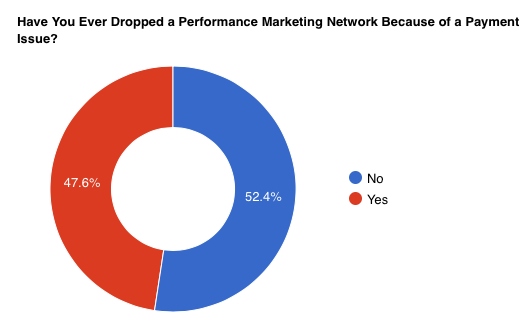 Have You Ever Dropped a Performance Marketing Network Because of a Payment
Issue?
47.6%
52.4%
No
Yes